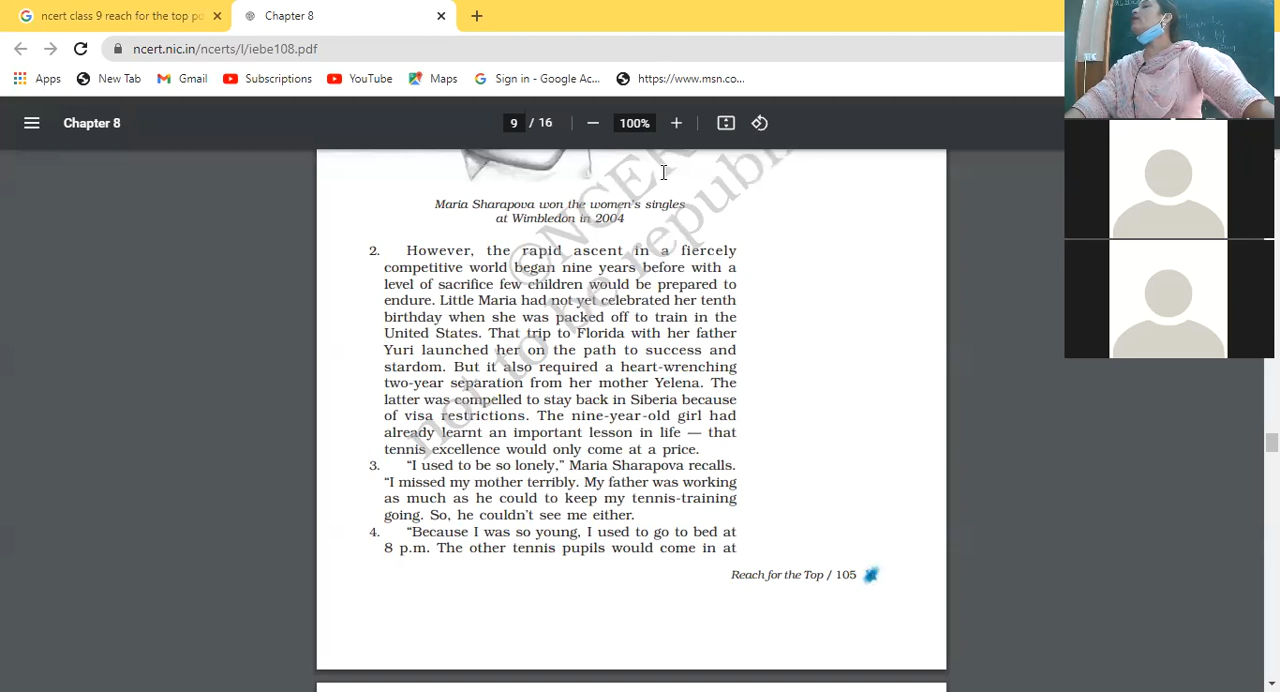 ncert class 9 reach for the top po
Chapter 8
ncert.nic.in/ncerts/l/iebe108.pdf
Apps
New Tab
Gmail
Subscriptions
YouTube
Maps
Sign in - Google Ac...
https://www.msn.co...
Chapter 8
9 / 16
100%
©NCER
not to be republi
Maria Sharapova won the women's singles
at Wimbledon in 2004
2. However, the rapid ascent in a fiercely
competitive world began nine years before with a
level of sacrifice few children would be prepared to
endure. Little Maria had not yet celebrated her tenth
birthday when she was packed off to train in the
United States. That trip to Florida with her father
Yuri launched her on the path to success and
stardom. But it also required a heart-wrenching
two-year separation from her mother Yelena. The
latter was compelled to stay back in Siberia because
of visa restrictions. The nine-year-old girl had
already learnt an important lesson in life — that
tennis excellence would only come at a price.
3. “I used to be so lonely,” Maria Sharapova recalls.
“I missed my mother terribly. My father was working
as much as he could to keep my tennis-training
going. So, he couldn't see me either.
4. “Because I was so young, I used to go to bed at
8 p.m. The other tennis pupils would come in at
Reach for the Top / 105